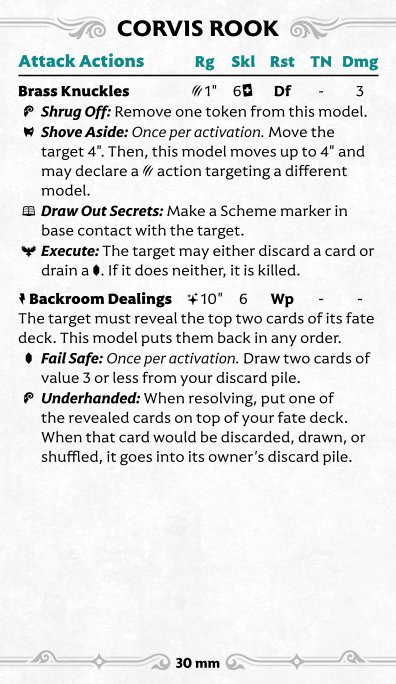 CORVIS ROOK
Attack Actions Rg Skl Rst TN Dmg
Brass Knuckles 1" 6 Df - 3
Shrug Off: Remove one token from this model.
Shove Aside: Once per activation. Move the
target 4". Then, this model moves up to 4" and
may declare a action targeting a different
model.
Draw Out Secrets: Make a Scheme marker in
base contact with the target.
Execute: The target may either discard a card or
drain a . If it does neither, it is killed.
Backroom Dealings 10" 6 Wp - -
The target must reveal the top two cards of its fate
deck. This model puts them back in any order.
Fail Safe: Once per activation. Draw two cards of
value 3 or less from your discard pile.
Underhanded: When resolving, put one of
the revealed cards on top of your fate deck.
When that card would be discarded, drawn, or
shuffled, it goes into its owner's discard pile.
30 mm